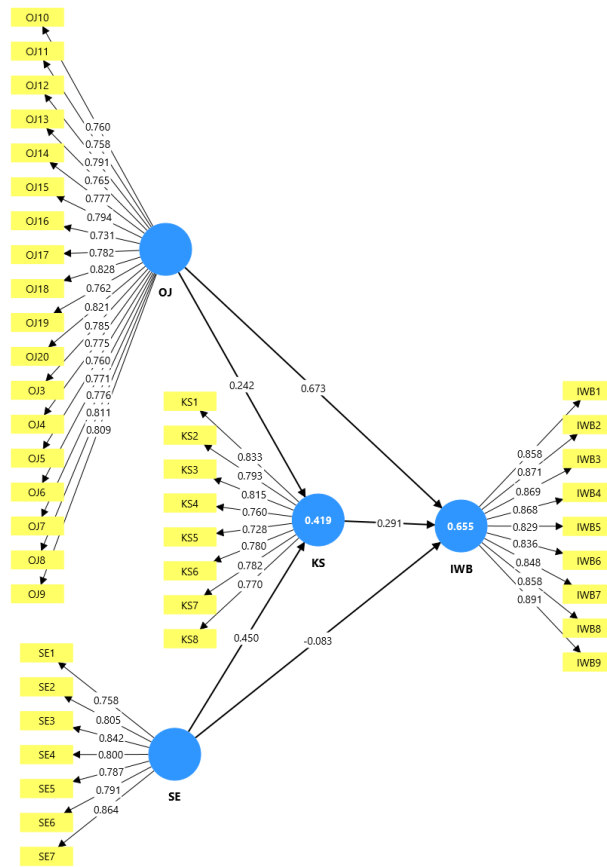 OJ10
OJ11
OJ12
OJ13
OJ14
OJ15
OJ16
OJ17
OJ18
OJ19
OJ20
OJ3
OJ4
OJ5
OJ6
OJ7
OJ8
OJ9
0.760
0.758
0.791
0.765
0.777
0.794
0.731
0.782
0.828
0.762
0.821
0.785
0.775
0.760
0.771
0.776
0.811
0.809
OJ
0.242
0.673
KS1
KS2
KS3
KS4
KS5
KS6
KS7
KS8
0.833
0.793
0.815
0.760
0.728
0.780
0.782
0.770
0.419
KS
0.291
0.655
IWB
0.858
0.871
0.869
0.868
0.829
0.836
0.848
0.858
0.891
IWB1
IWB2
IWB3
IWB4
IWB5
IWB6
IWB7
IWB8
IWB9
0.450
-0.083
SE1
SE2
SE3
SE4
SE5
SE6
SE7
0.758
0.805
0.842
0.800
0.787
0.791
0.864
SE